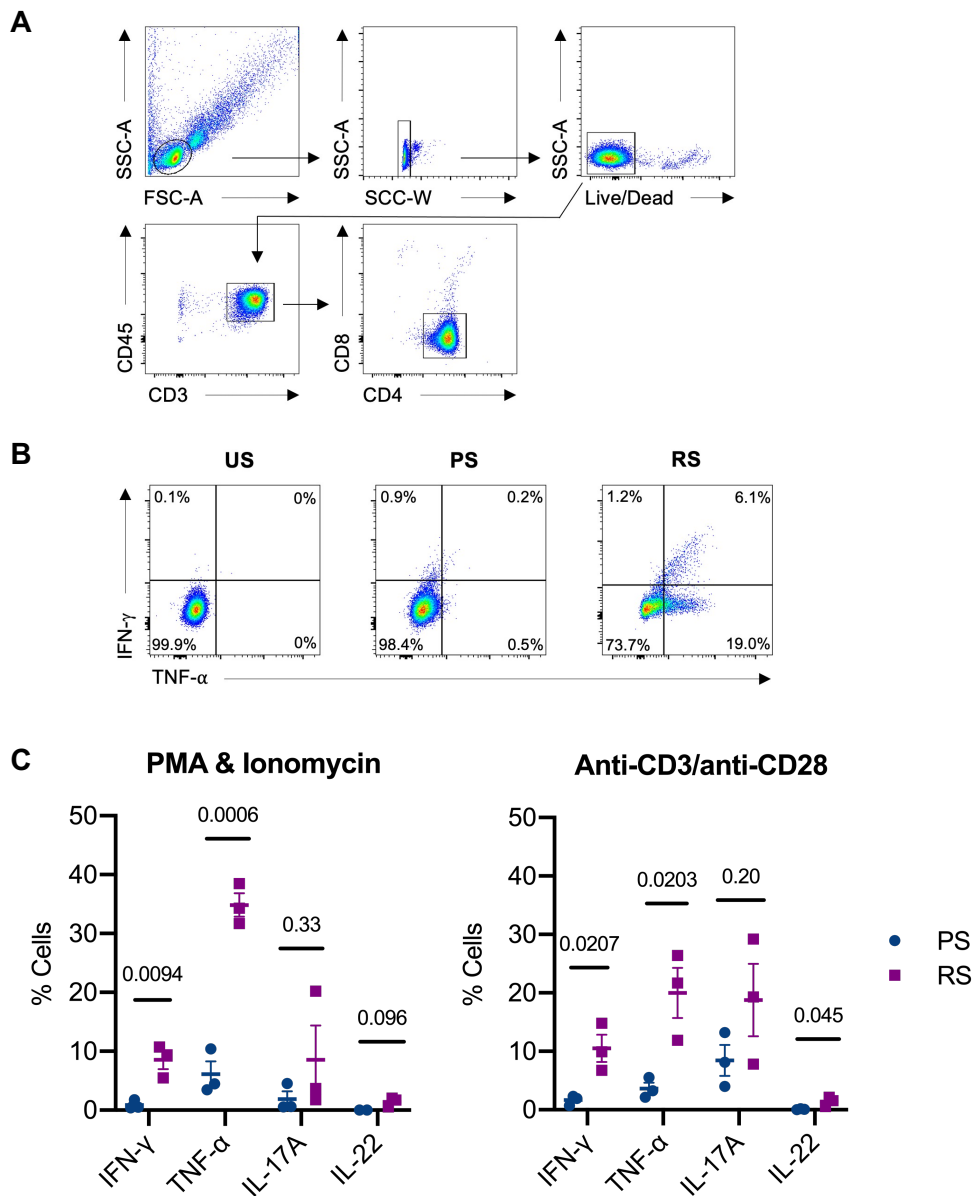 A
SSC-A
FSC-A
SSC-A
SCC-W
SSC-A
Live/Dead
CD45
CD3
CD8
CD4
B
US
PS
RS
IFN-γ
0.1%
0%
99.9%
0%
0.9%
0.2%
98.4%
0.5%
1.2%
6.1%
73.7%
19.0%
TNF-α
C
PMA & Ionomycin
% Cells
50
40
30
20
10
0
0.0094
0.0006
0.33
0.096
IFN-γ
TNF-α
IL-17A
IL-22
Anti-CD3/anti-CD28
% Cells
50
40
30
20
10
0
0.0207
0.0203
0.20
0.045
IFN-γ
TNF-α
IL-17A
IL-22
PS
RS